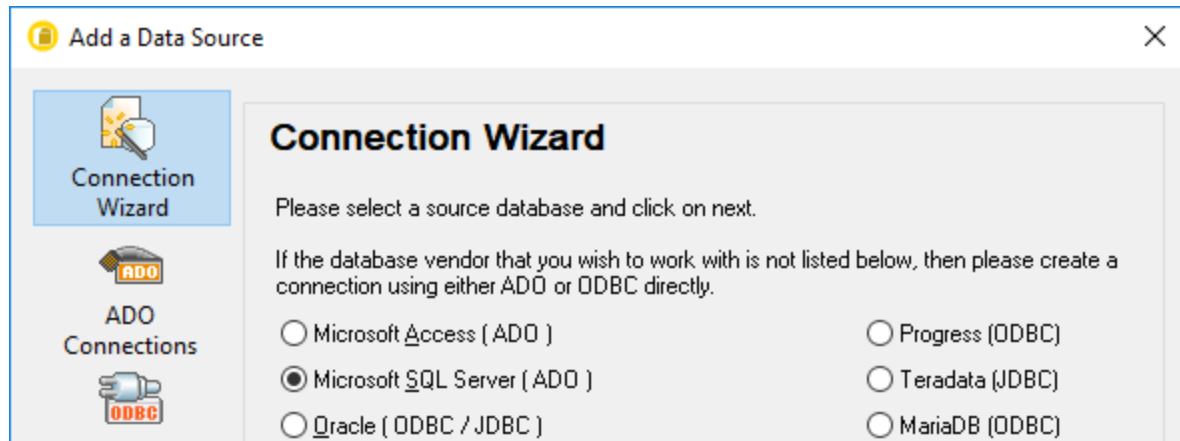 Add a Data Source
Connection
Wizard
ADO
ADO
Connections
ODBC
Connection Wizard
Please select a source database and click on next.
If the database vendor that you wish to work with is not listed below, then please create a
connection using either ADO or ODBC directly.
Microsoft Access ( ADO )
Progress (ODBC)
Microsoft SQL Server ( ADO )
Teradata (JDBC)
Oracle ( ODBC / JDBC )
MariaDB (ODBC)